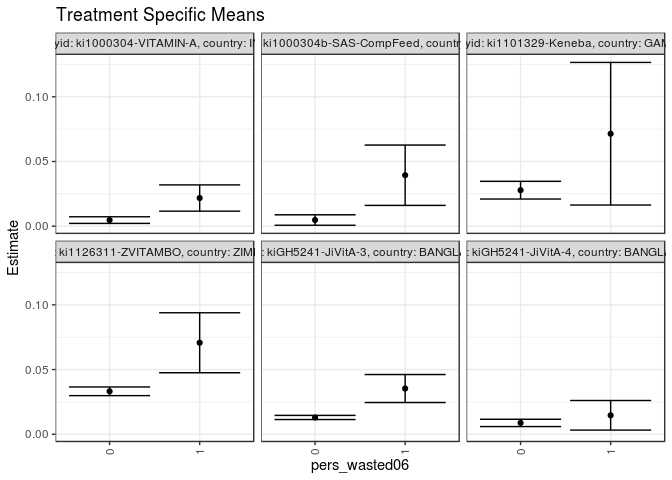 Treatment Specific Means
yid: ki1000304-VITAMIN-A, country: I
ki1000304b-SAS-CompFeed, countr
yid: ki1101329-Keneba, country: GAM
0.10
0.05
0.00
: ki1126311-ZVITAMBO, country: ZIM
: kiGH5241-JiVitA-3, country: BANGLA
: kiGH5241-JiVitA-4, country: BANGLA
0.10
0.05
0.00
Estimate
0 1 0 1 0 1
pers_wasted06